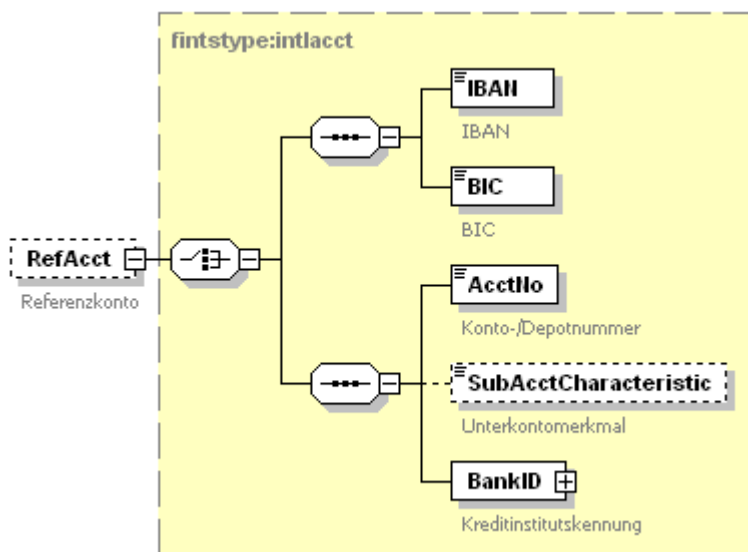 fintstype:intlacct
IBAN
IBAN
BIC
BIC
RefAcct
Referenzkonto
AcctNo
Konto-/Depotnummer
SubAcctCharacteristic
Unterkontomerkmal
BankID
Kreditinstitutskennung